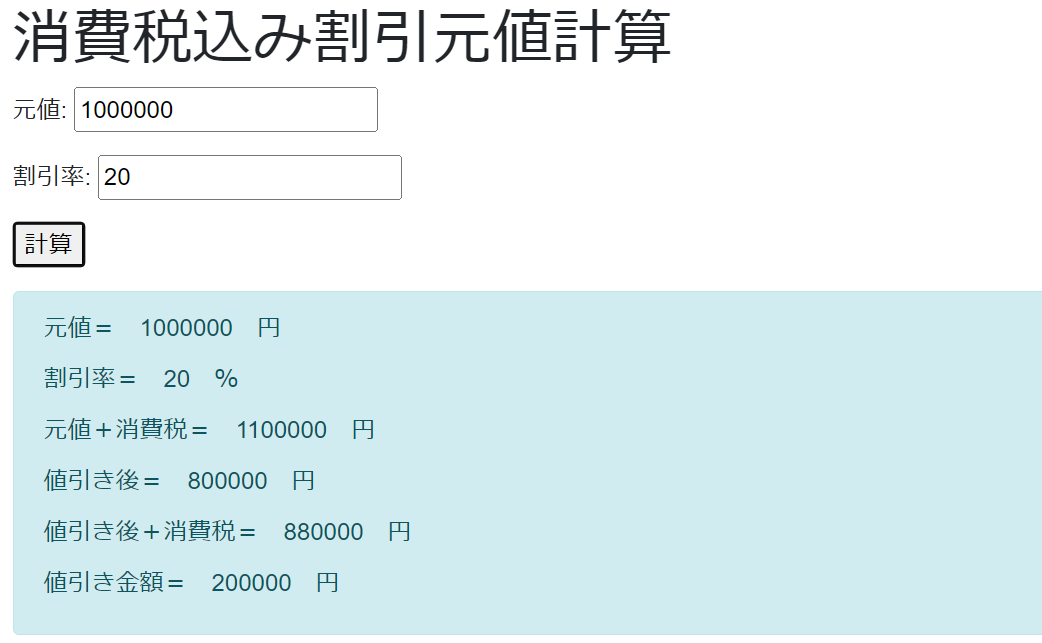 消費税込み割引元値計算
元値: 1000000
割引率: 20
計算
元値＝　1000000　円
割引率＝　20　%
元値＋消費税＝　1100000　円
値引き後＝　800000　円
値引き後＋消費税＝　880000　円
値引き金額＝　200000　円